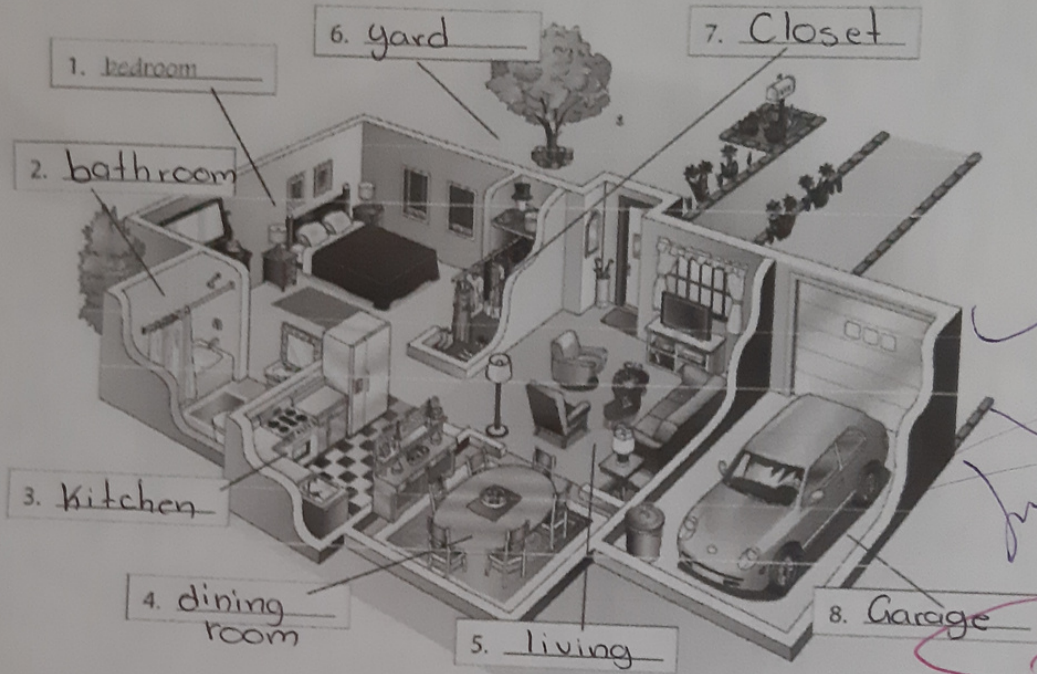 1. bedroom
2. bathroom
3. Kitchen
4. dining
room
5. living
6. yard
7. Closet
8. Garage